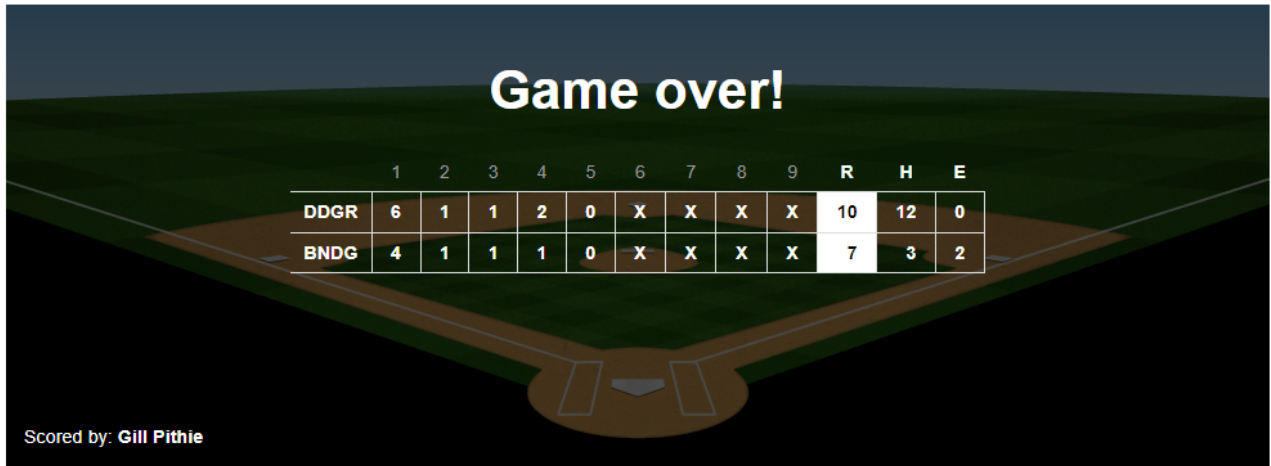 Game over!
1 2 3 4 5 6 7 8 9 R H E
DDGR 6 1 1 2 0 X X X X 10 12 0
BNDG 4 1 1 1 0 X X X X 7 3 2
Scored by: Gill Pithie